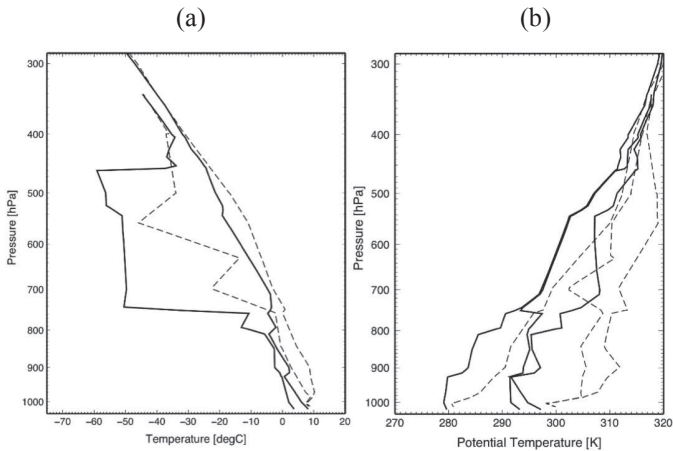 (a)
(b)
300
400
500
600
700
800
900
1000
Pressure [hPa]
−70 −60 −50 −40 −30 −20 −10 0 10 20
Temperature [degC]
300
400
500
600
700
800
900
1000
Pressure [hPa]
270 280 290 300 310 320
Potential Temperature [K]